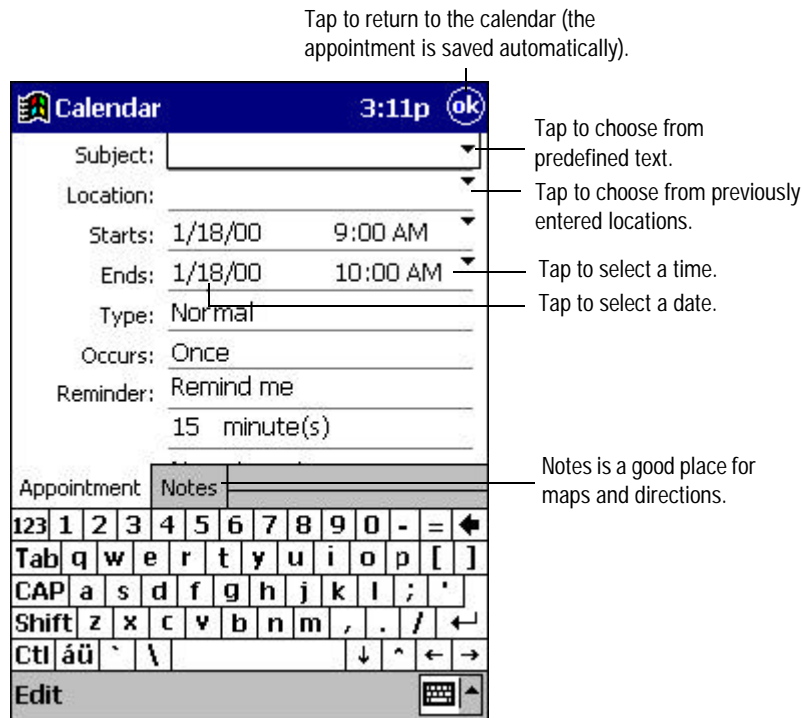 Tap to return to the calendar (the
appointment is saved automatically).
Calendar 3:11p ok
Subject:
Tap to choose from
predefined text.
Location:
Tap to choose from previously
entered locations.
Starts: 1/18/00 9:00 AM
Ends: 1/18/00 10:00 AM
Tap to select a time.
Tap to select a date.
Type: Normal
Occurs: Once
Reminder: Remind me
15 minute(s)
Notes is a good place for
maps and directions.
Appointment Notes
123 1 2 3 4 5 6 7 8 9 0 - =
Tab q w e r t y u i o p [ ]
CAP a s d f g h j k l ; '
Shift z x c v b n m , . /
Ctl áü ` \
Edit